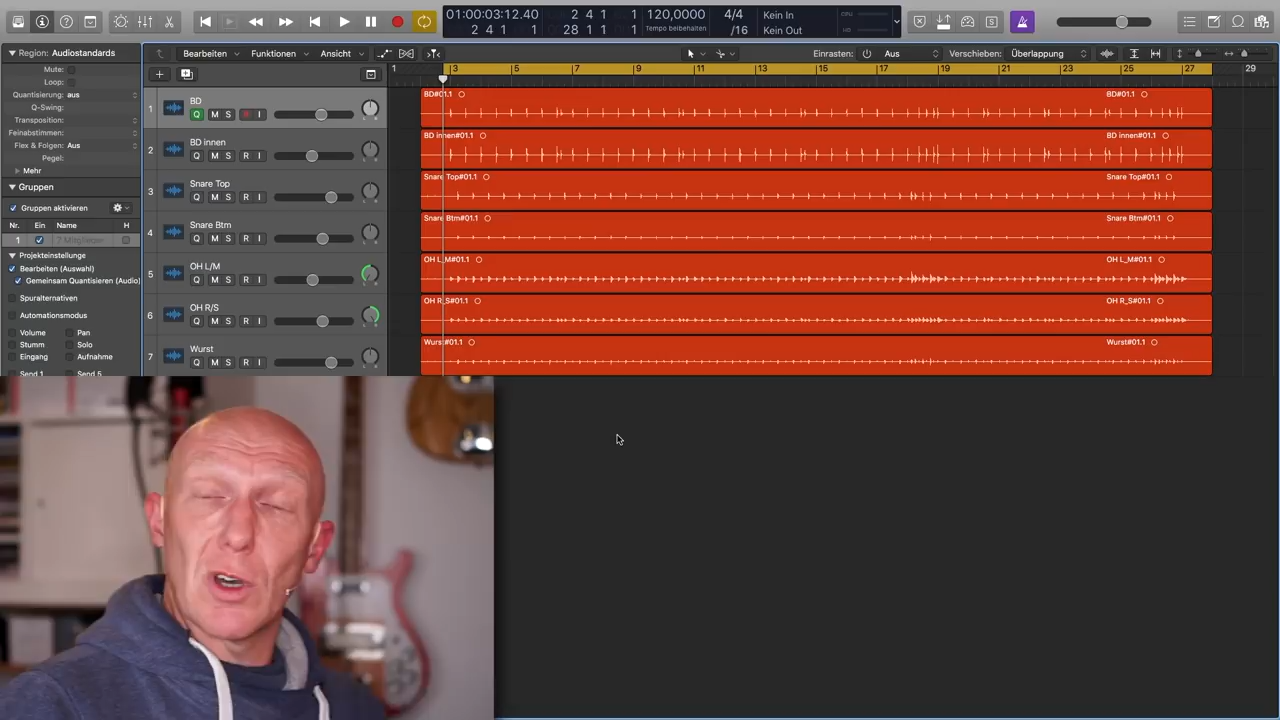 01:00:03:12.40
2 4 1 1
2 4 1 1
28 1 1 1
120,0000
Tempo beibehalten
4/4
/16
Kein In
Kein Out
CPU
Region: Audiostandards
Mute:
Loop:
Quantisierung: aus
Q-Swing:
Transposition:
Feinabstimmen:
Flex & Folgen: Aus
Pegel:
Mehr
Gruppen
Gruppen aktivieren
Nr. Ein Name H
1 7 Mitglieder
Projekteinstellung
Bearbeiten (Auswahl)
Gemeinsam Quantisieren (Audio)
Spuralternativen
Automationsmodus
Volume Pan
Stumm Solo
Eingang Aufnahme
Send 1 Send 5
Bearbeiten Funktionen Ansicht
Einrasten: Aus
Verschieben: Überlappung
1 3 5 7 9 11 13 15 17 19 21 23 25 27 29
1 BD
Q M S R I
BD#01.1 BD#01.1
2 BD innen
Q M S R I
BD innen#01.1 BD innen#01.1
3 Snare Top
Q M S R I
Snare Top#01.1 Snare Top#01.1
4 Snare Btm
Q M S R I
Snare Btm#01.1 Snare Btm#01.1
5 OH L/M
Q M S R I
OH L_M#01.1 OH L_M#01.1
6 OH R/S
Q M S R I
OH R_S#01.1 OH R_S#01.1
7 Wurst
Q M S R I
Wurst#01.1 Wurst#01.1